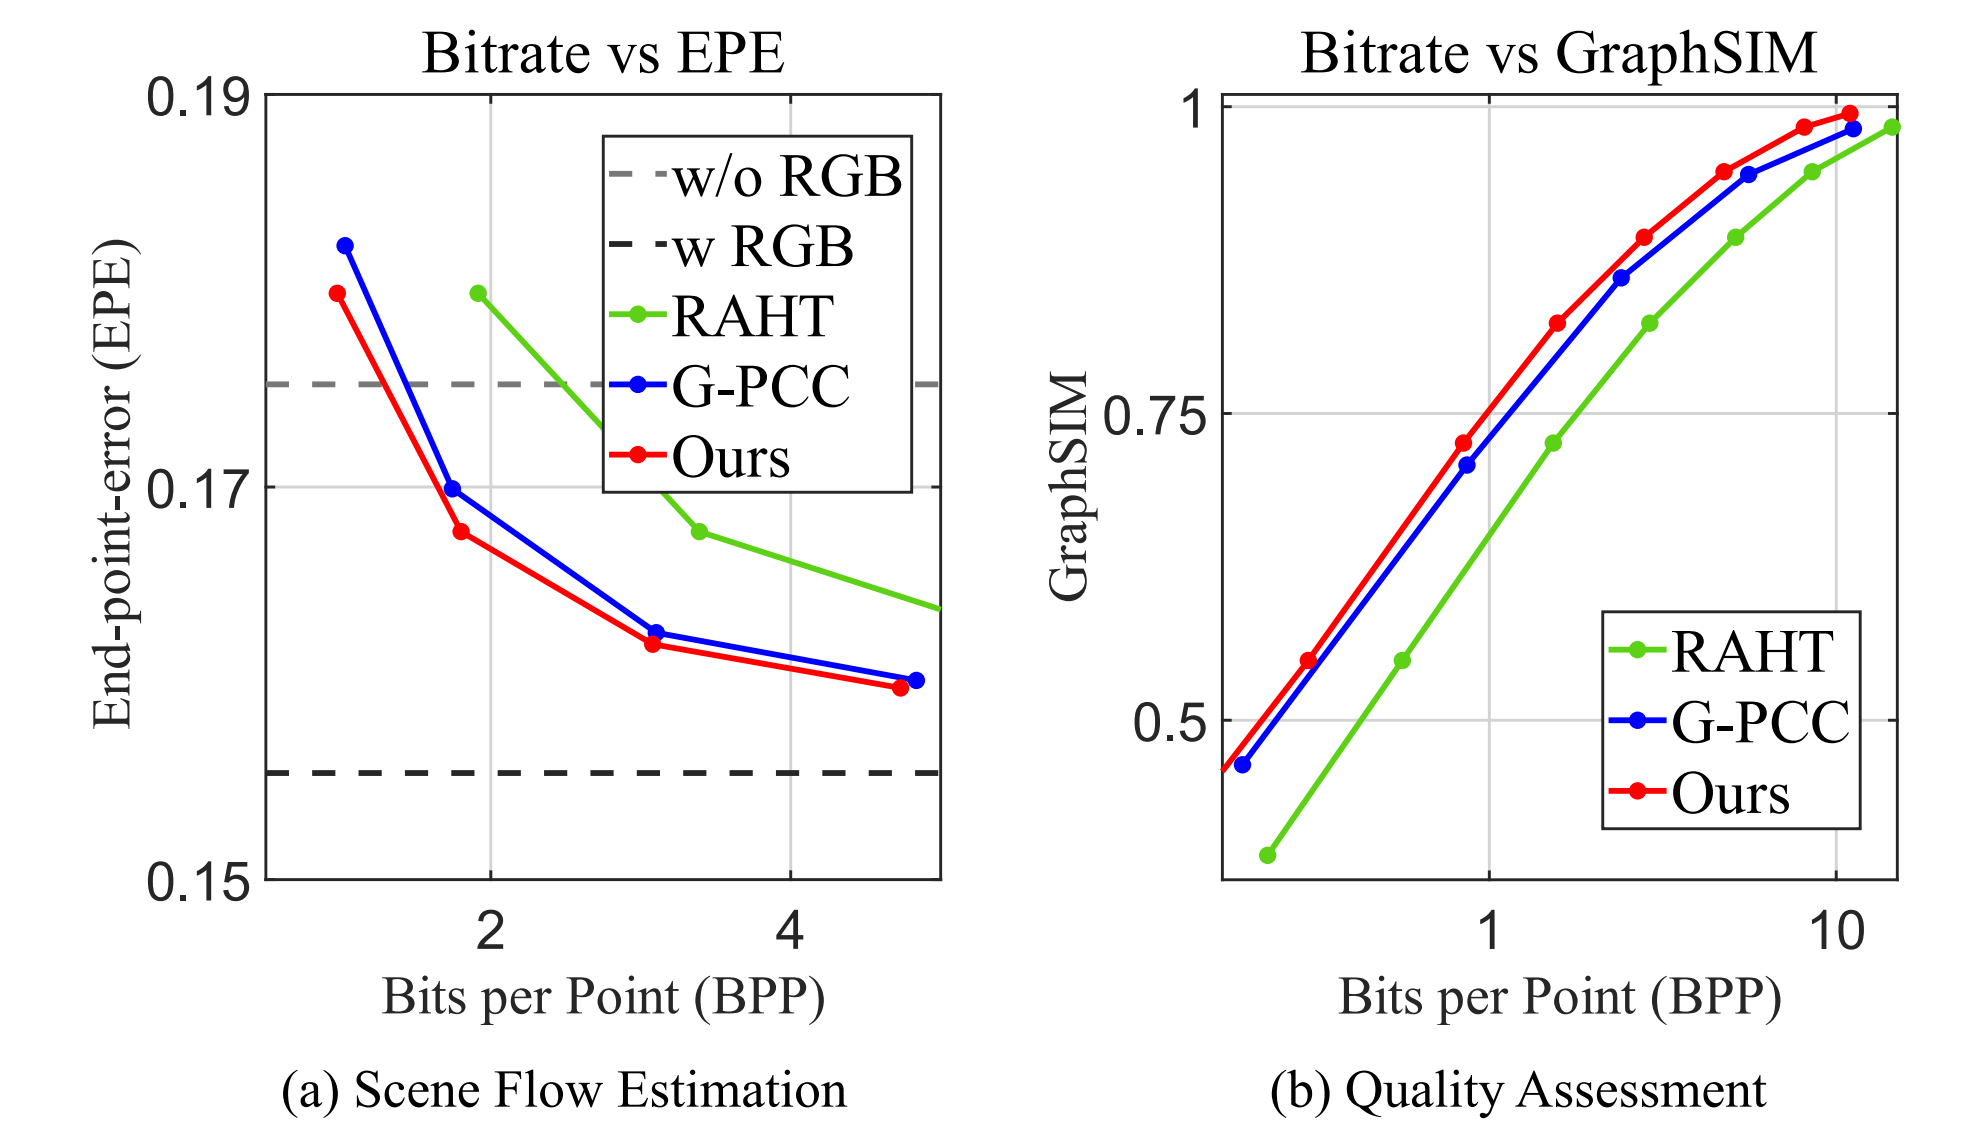 Bitrate vs EPE
0.19
0.17
0.15
End-point-error (EPE)
w/o RGB
w RGB
RAHT
G-PCC
Ours
2 4
Bits per Point (BPP)
(a) Scene Flow Estimation
Bitrate vs GraphSIM
1
0.75
0.5
GraphSIM
RAHT
G-PCC
Ours
1 10
Bits per Point (BPP)
(b) Quality Assessment